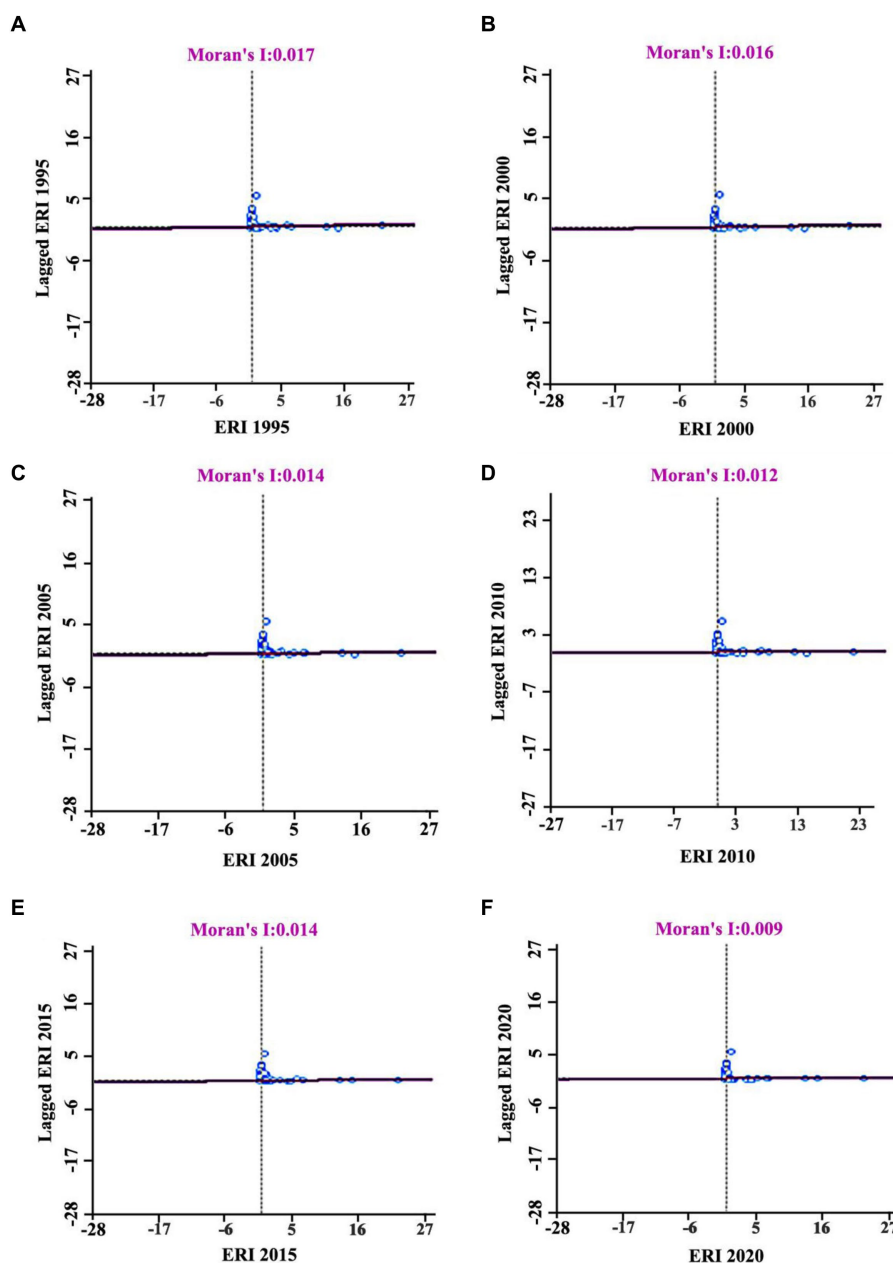 A
Moran's I:0.017
27
16
5
-6
-17
-28
Lagged ERI 1995
-28 -17 -6 5 16 27
ERI 1995
B
Moran's I:0.016
27
16
5
-6
-17
-28
Lagged ERI 2000
-28 -17 -6 5 16 27
ERI 2000
C
Moran's I:0.014
27
16
5
-6
-17
-28
Lagged ERI 2005
-28 -17 -6 5 16 27
ERI 2005
D
Moran's I:0.012
23
13
3
-7
-17
-27
Lagged ERI 2010
-27 -17 -7 3 13 23
ERI 2010
E
Moran's I:0.014
27
16
5
-6
-17
-28
Lagged ERI 2015
-28 -17 -6 5 16 27
ERI 2015
F
Moran's I:0.009
27
16
5
-6
-17
-28
Lagged ERI 2020
-28 -17 -6 5 16 27
ERI 2020